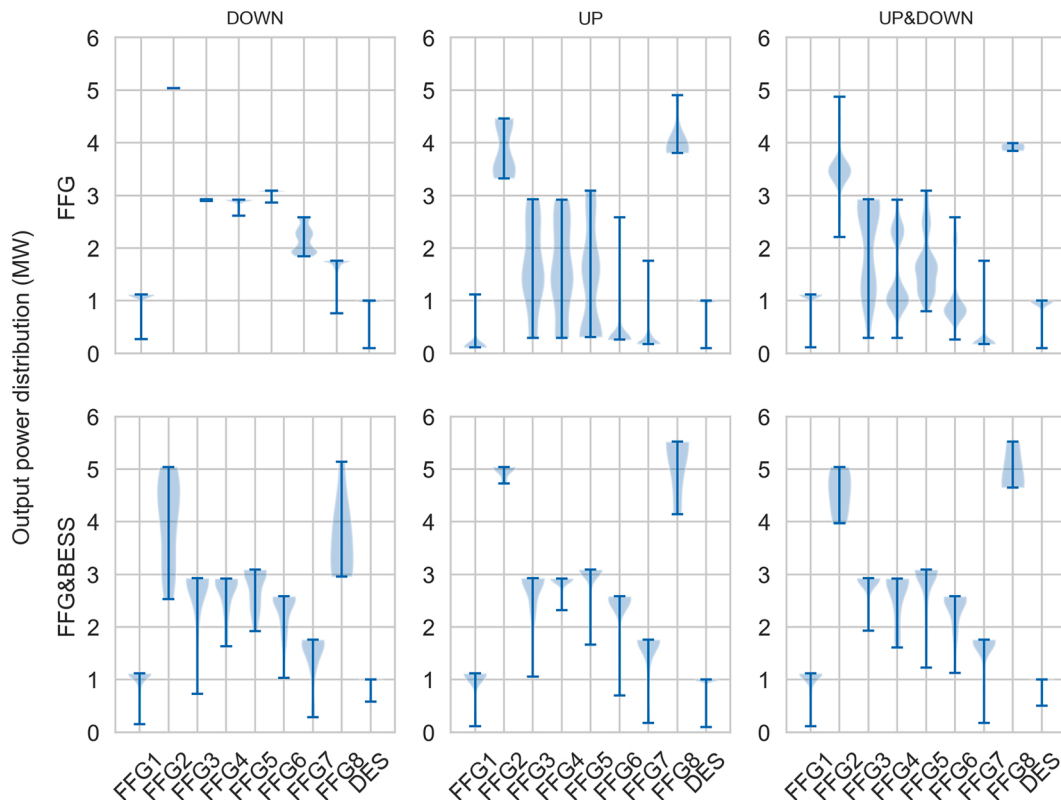 DOWN UP UP&DOWN
Output power distribution (MW)
FFG
6 6 6
5 5 5
4 4 4
3 3 3
2 2 2
1 1 1
0 0 0
FFG&BESS
6 6 6
5 5 5
4 4 4
3 3 3
2 2 2
1 1 1
0 0 0
FFG1 FFG2 FFG3 FFG4 FFG5 FFG6 FFG7 FFG8 DES FFG1 FFG2 FFG3 FFG4 FFG5 FFG6 FFG7 FFG8 DES FFG1 FFG2 FFG3 FFG4 FFG5 FFG6 FFG7 FFG8 DES